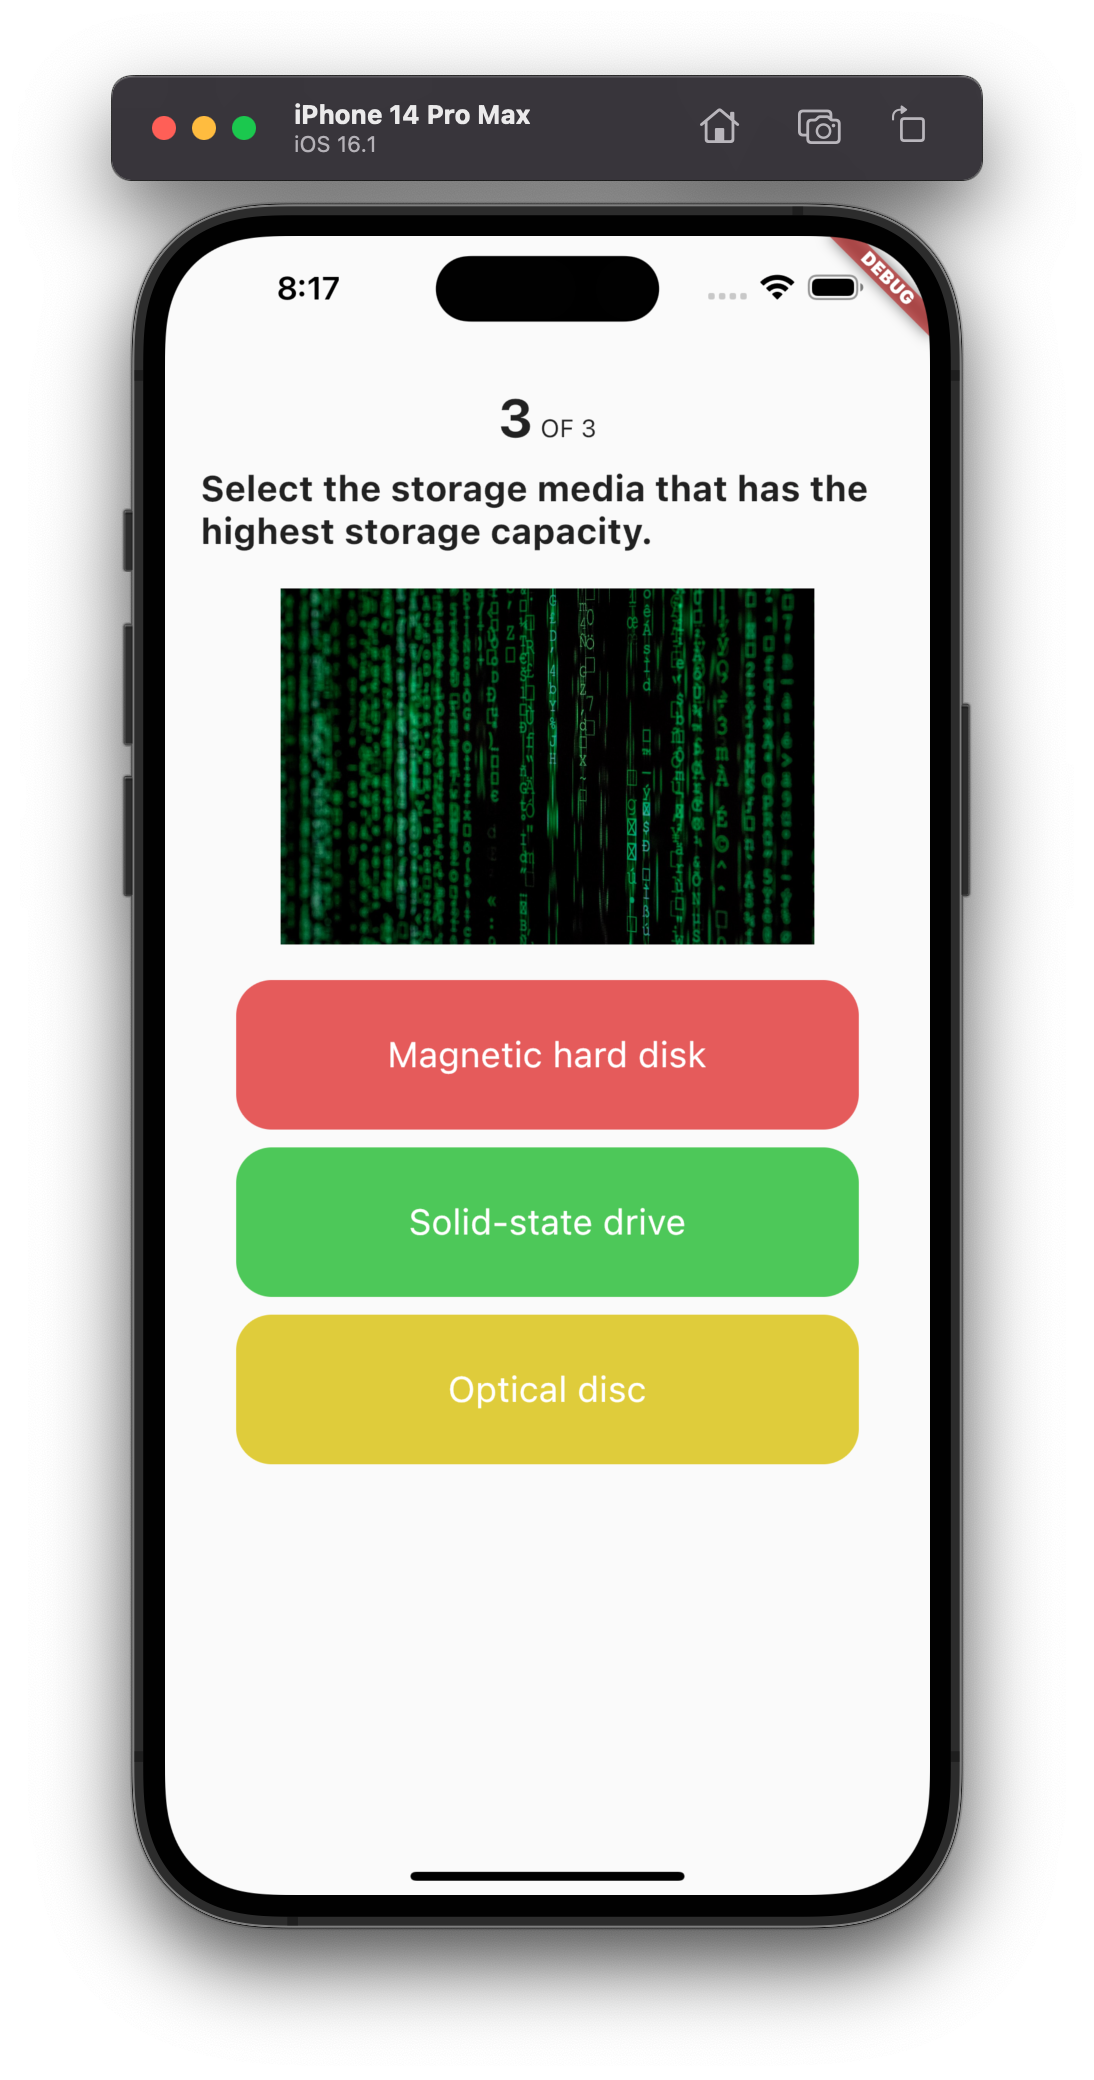 iPhone 14 Pro Max
iOS 16.1
8:17
DEBUG
3 OF 3
Select the storage media that has the
highest storage capacity.
Magnetic hard disk
Solid-state drive
Optical disc